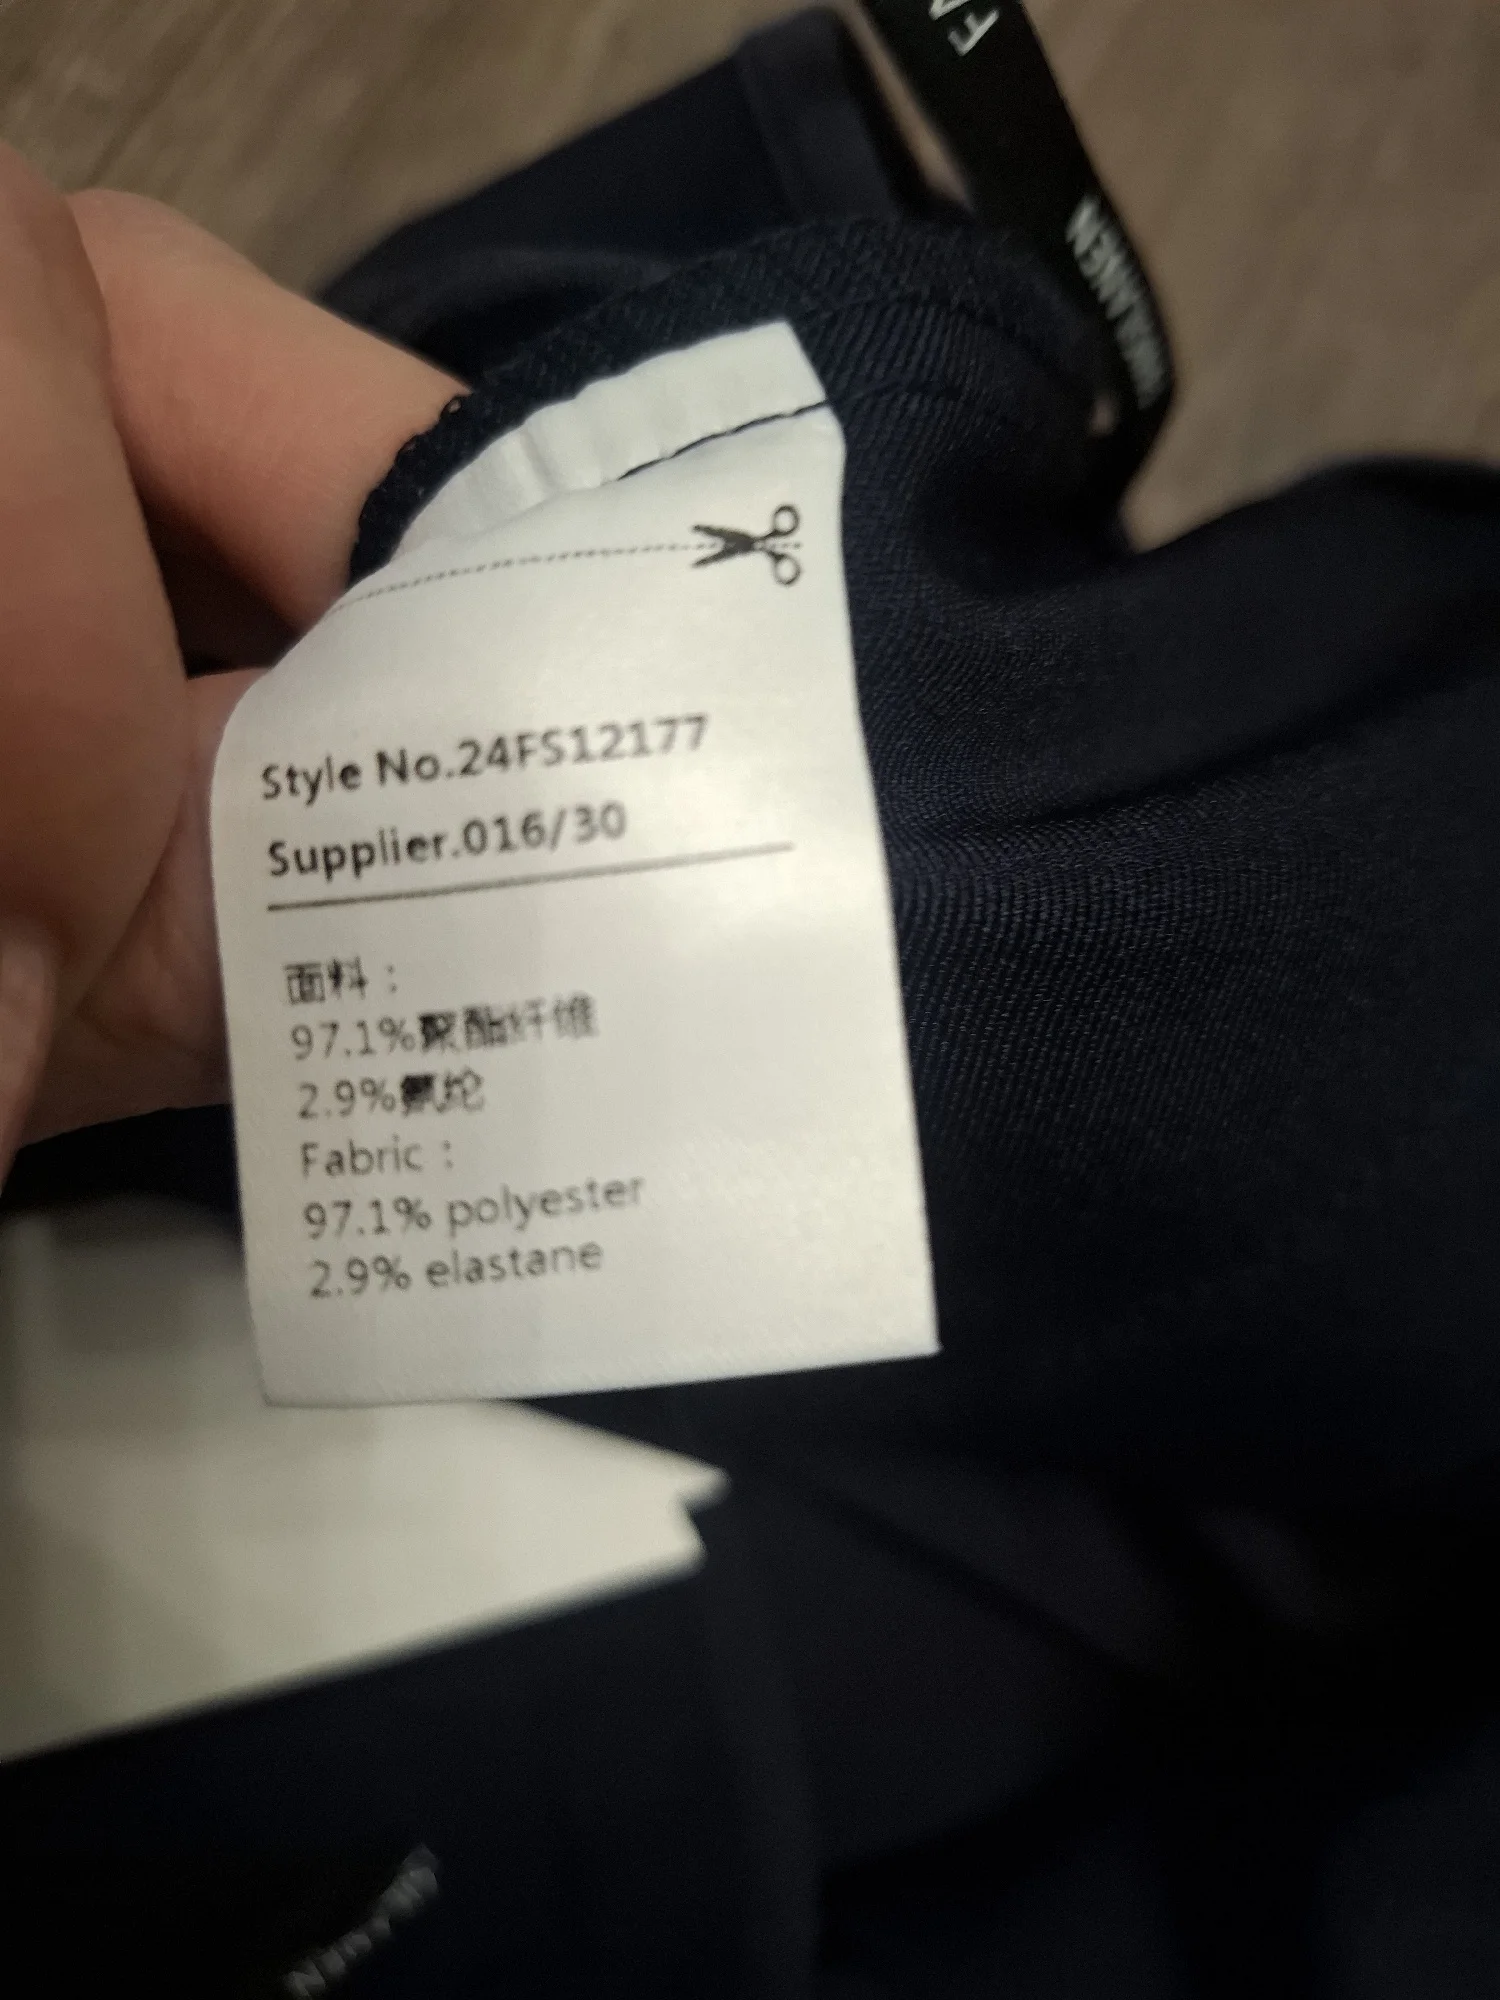 Style No.24FS12177
Supplier.016/30
面料：
97.1%聚酯纤维
2.9%氨纶
Fabric：
97.1% polyester
2.9% elastane